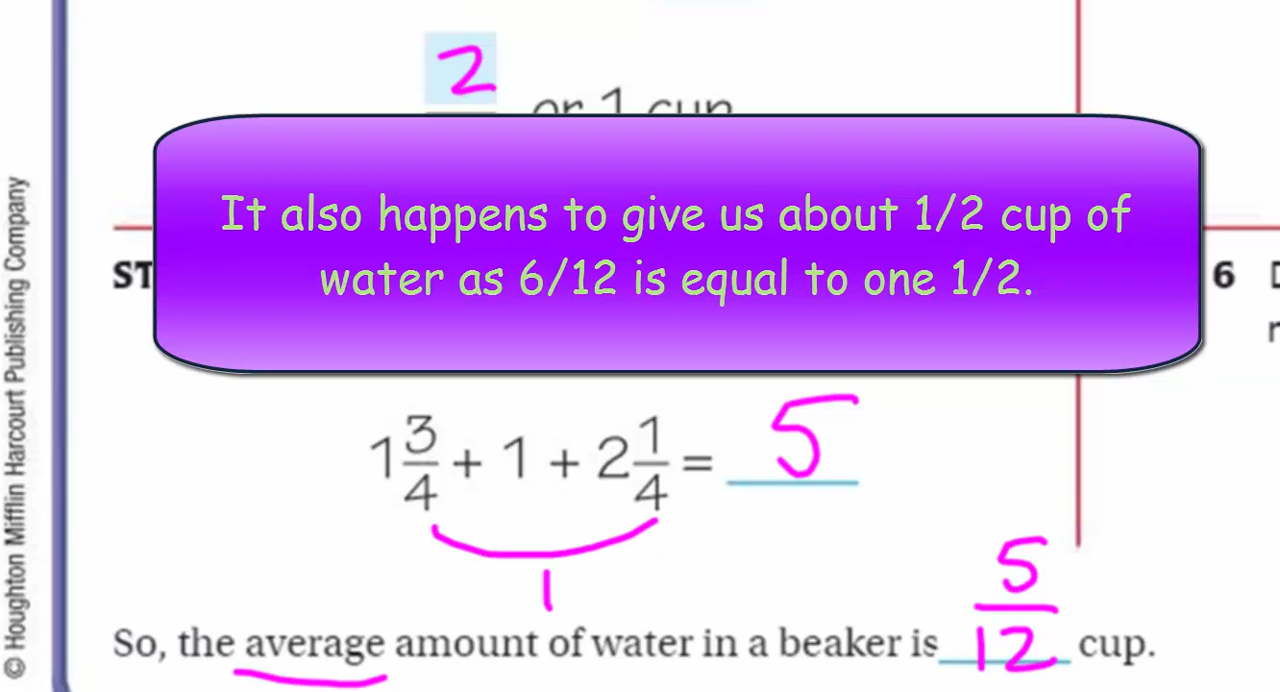 2
or 1 cup
It also happens to give us about 1/2 cup of
water as 6/12 is equal to one 1/2.
ST
6 D
r
1 3/4 + 1 + 2 1/4 = 5
1
So, the average amount of water in a beaker is 5/12 cup.
© Houghton Mifflin Harcourt Publishing Company